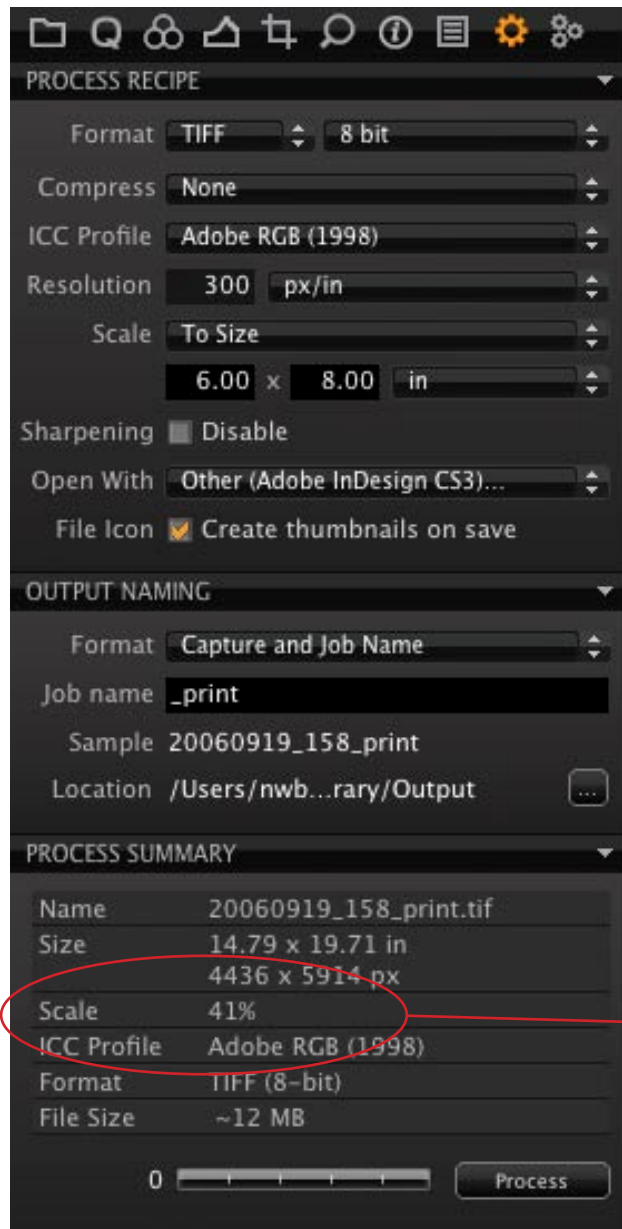 PROCESS RECIPE
Format TIFF 8 bit
Compress None
ICC Profile Adobe RGB (1998)
Resolution 300 px/in
Scale To Size
6.00 x 8.00 in
Sharpening Disable
Open With Other (Adobe InDesign CS3)...
File Icon Create thumbnails on save
OUTPUT NAMING
Format Capture and Job Name
Job name _print
Sample 20060919_158_print
Location /Users/nwb...rary/Output ...
PROCESS SUMMARY
Name 20060919_158_print.tif
Size 14.79 x 19.71 in
4436 x 5914 px
Scale 41%
ICC Profile Adobe RGB (1998)
Format TIFF (8-bit)
File Size ~12 MB
0 Process